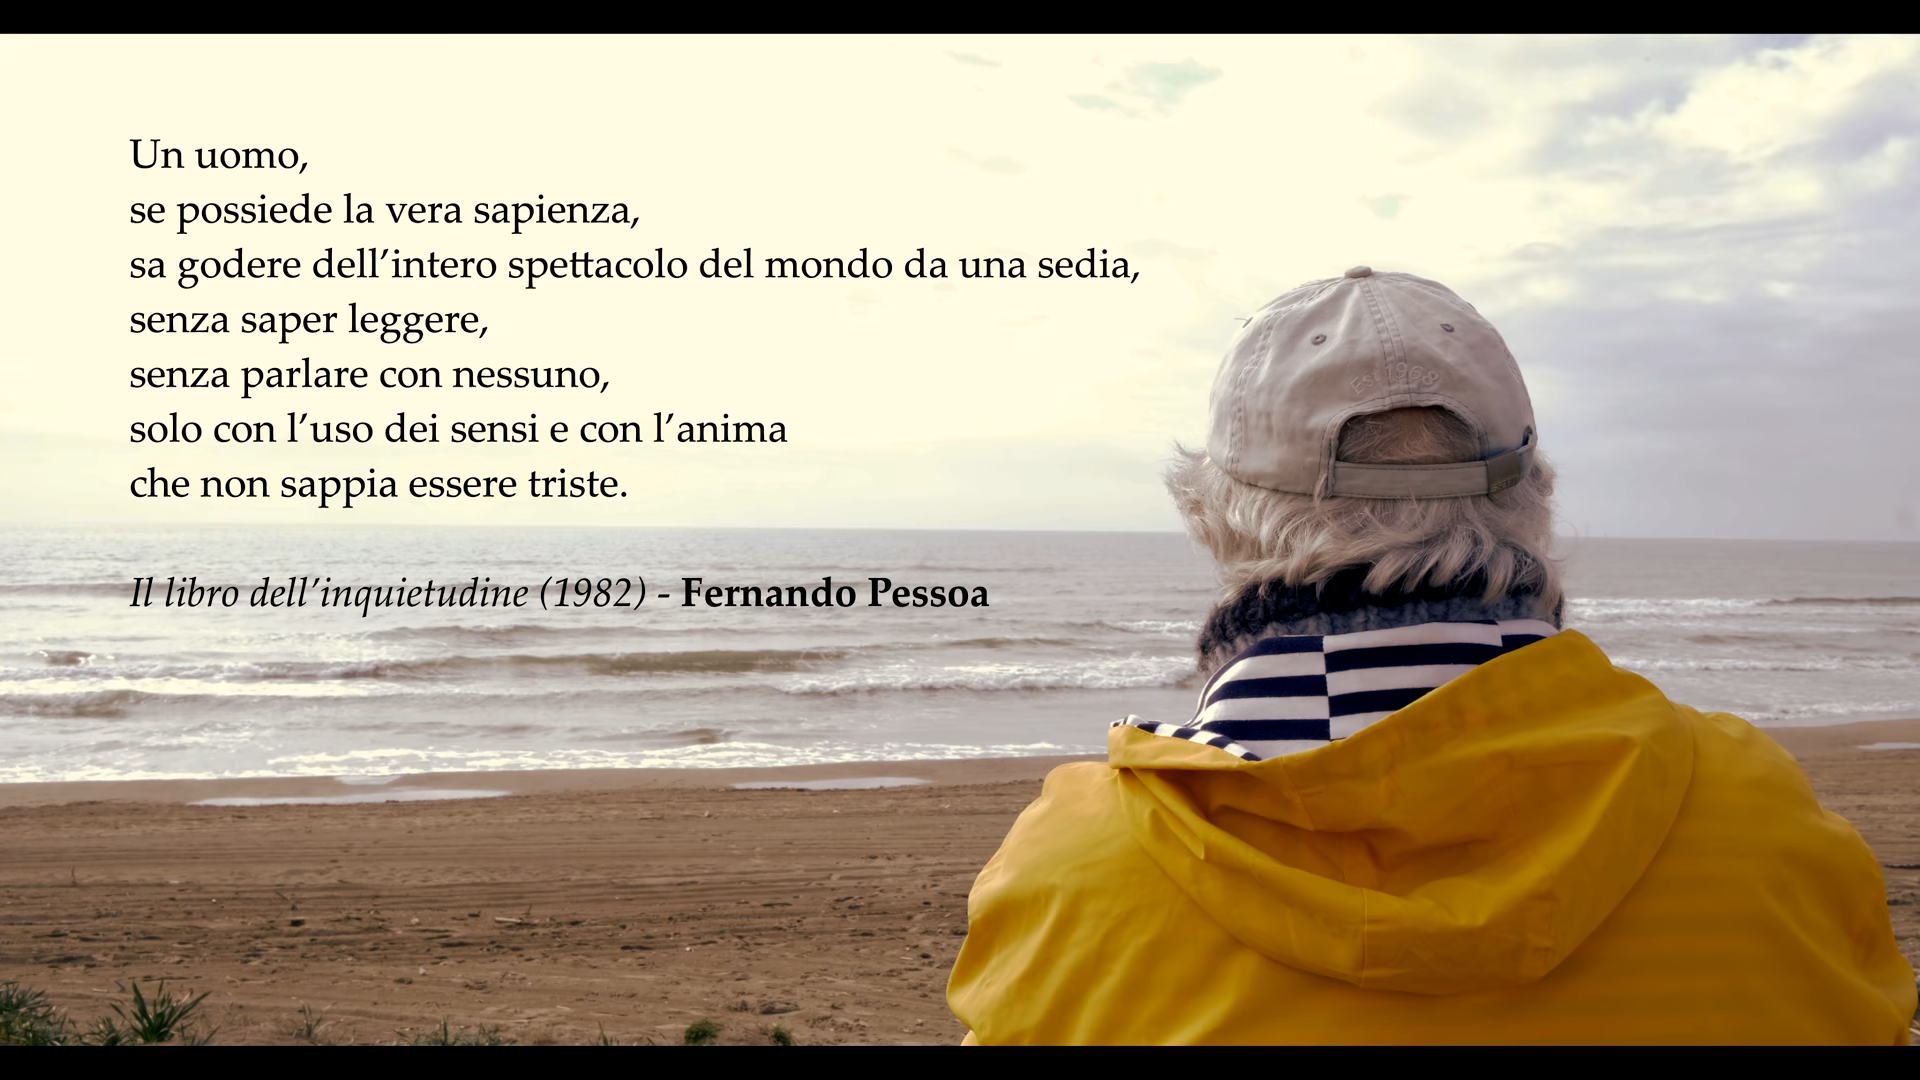 Un uomo,
se possiede la vera sapienza,
sa godere dell’intero spettacolo del mondo da una sedia,
senza saper leggere,
senza parlare con nessuno,
solo con l’uso dei sensi e con l’anima
che non sappia essere triste.
Il libro dell’inquietudine (1982) - Fernando Pessoa
Est 1968